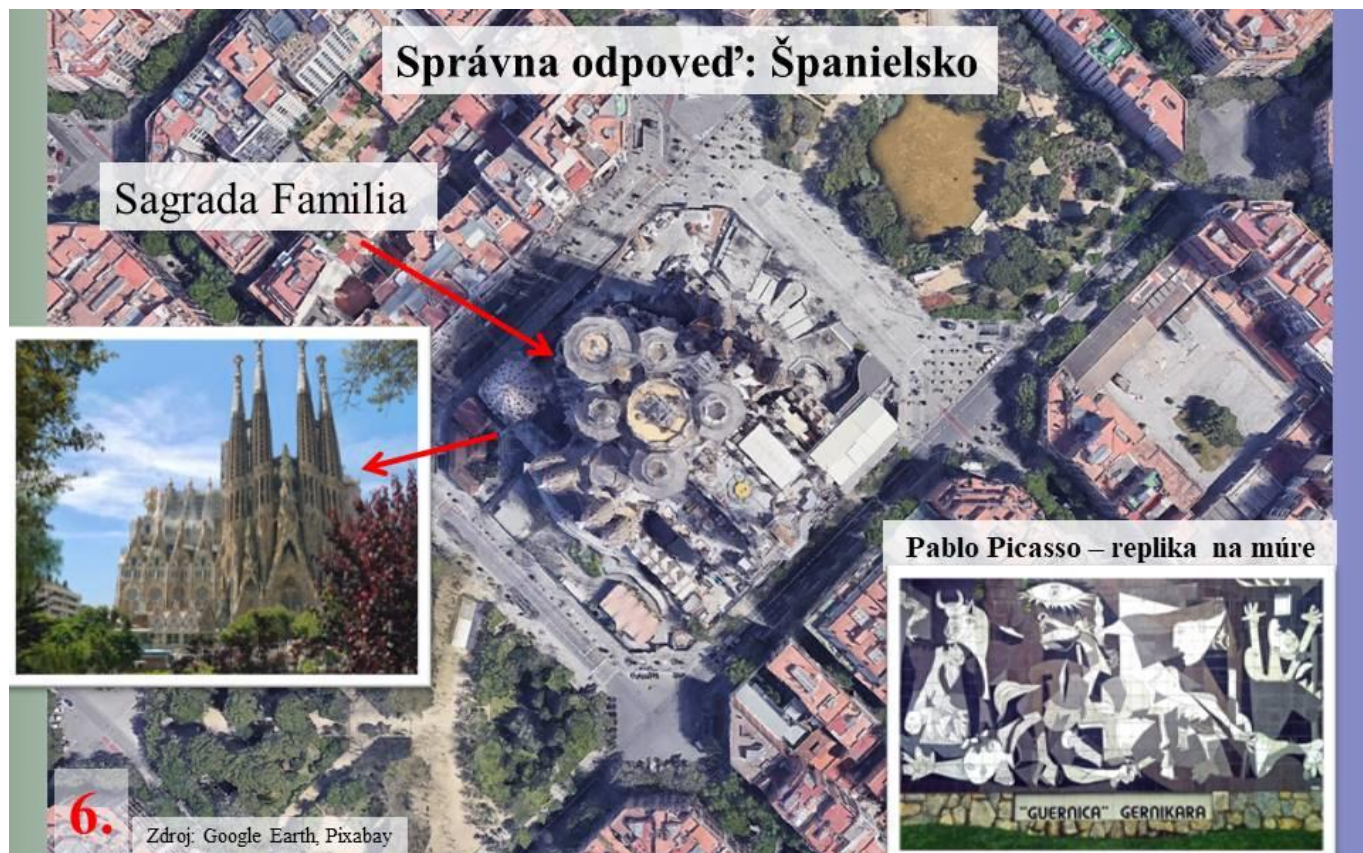 Správna odpoveď: Španielsko
Sagrada Familia
Pablo Picasso – replika na múre
"GUERNICA" GERNIKARA
6.
Zdroj: Google Earth, Pixabay